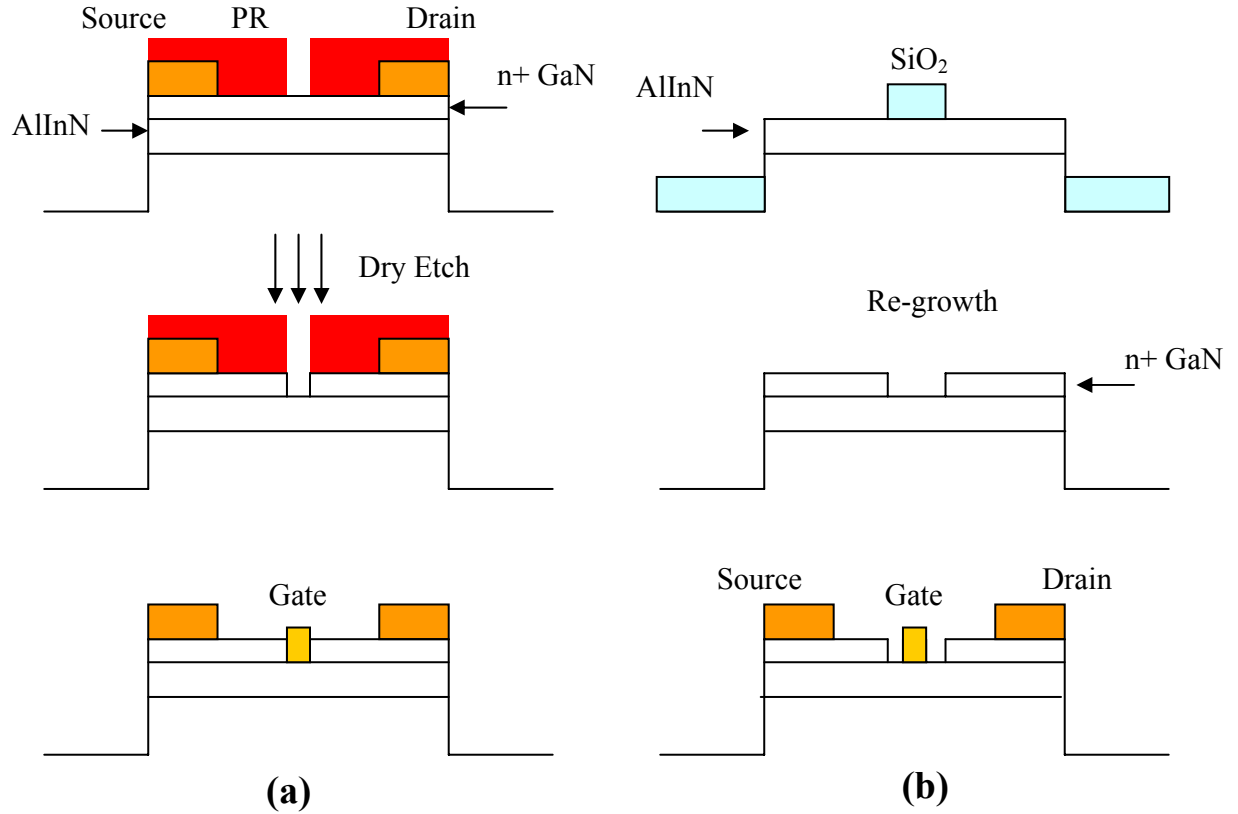 Source PR Drain
n+ GaN
AlInN
Dry Etch
Gate
(a)
SiO₂
AlInN
Re-growth
n+ GaN
Source Gate Drain
(b)